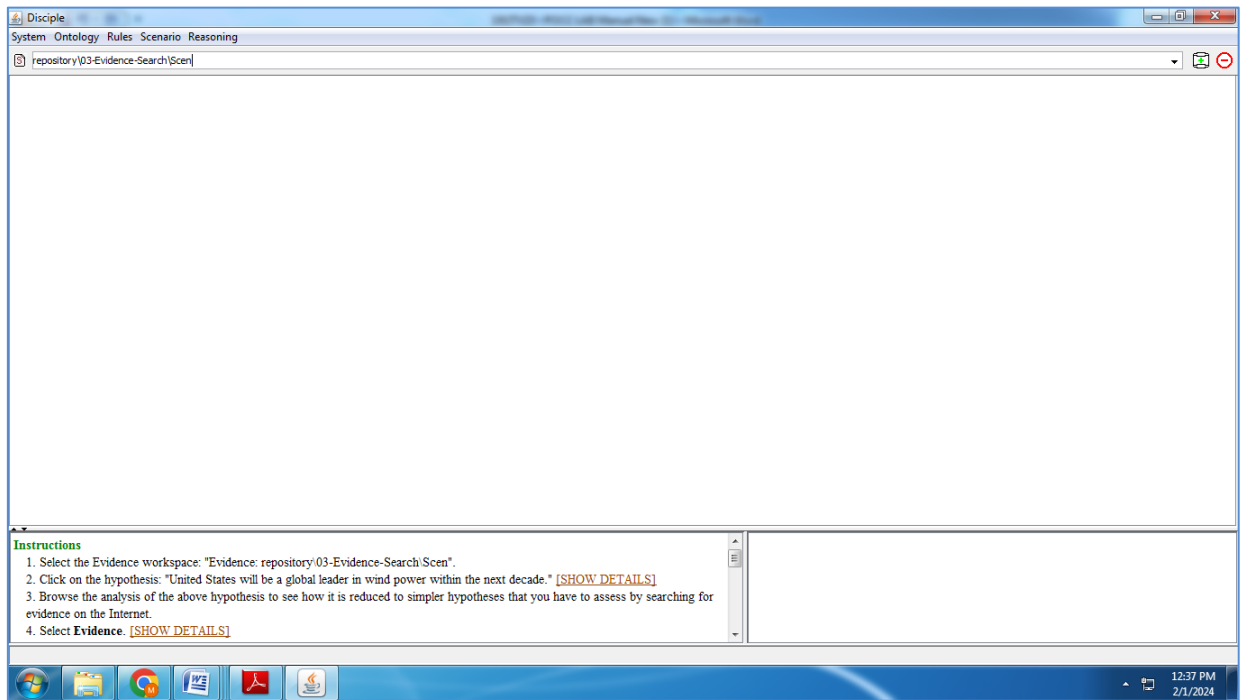 Disciple
System Ontology Rules Scenario Reasoning
S repository\03-Evidence-Search\Scen
Instructions
1. Select the Evidence workspace: "Evidence: repository\03-Evidence-Search\Scen".
2. Click on the hypothesis: "United States will be a global leader in wind power within the next decade." [SHOW DETAILS]
3. Browse the analysis of the above hypothesis to see how it is reduced to simpler hypotheses that you have to assess by searching for
evidence on the Internet.
4. Select Evidence. [SHOW DETAILS]
12:37 PM
2/1/2024